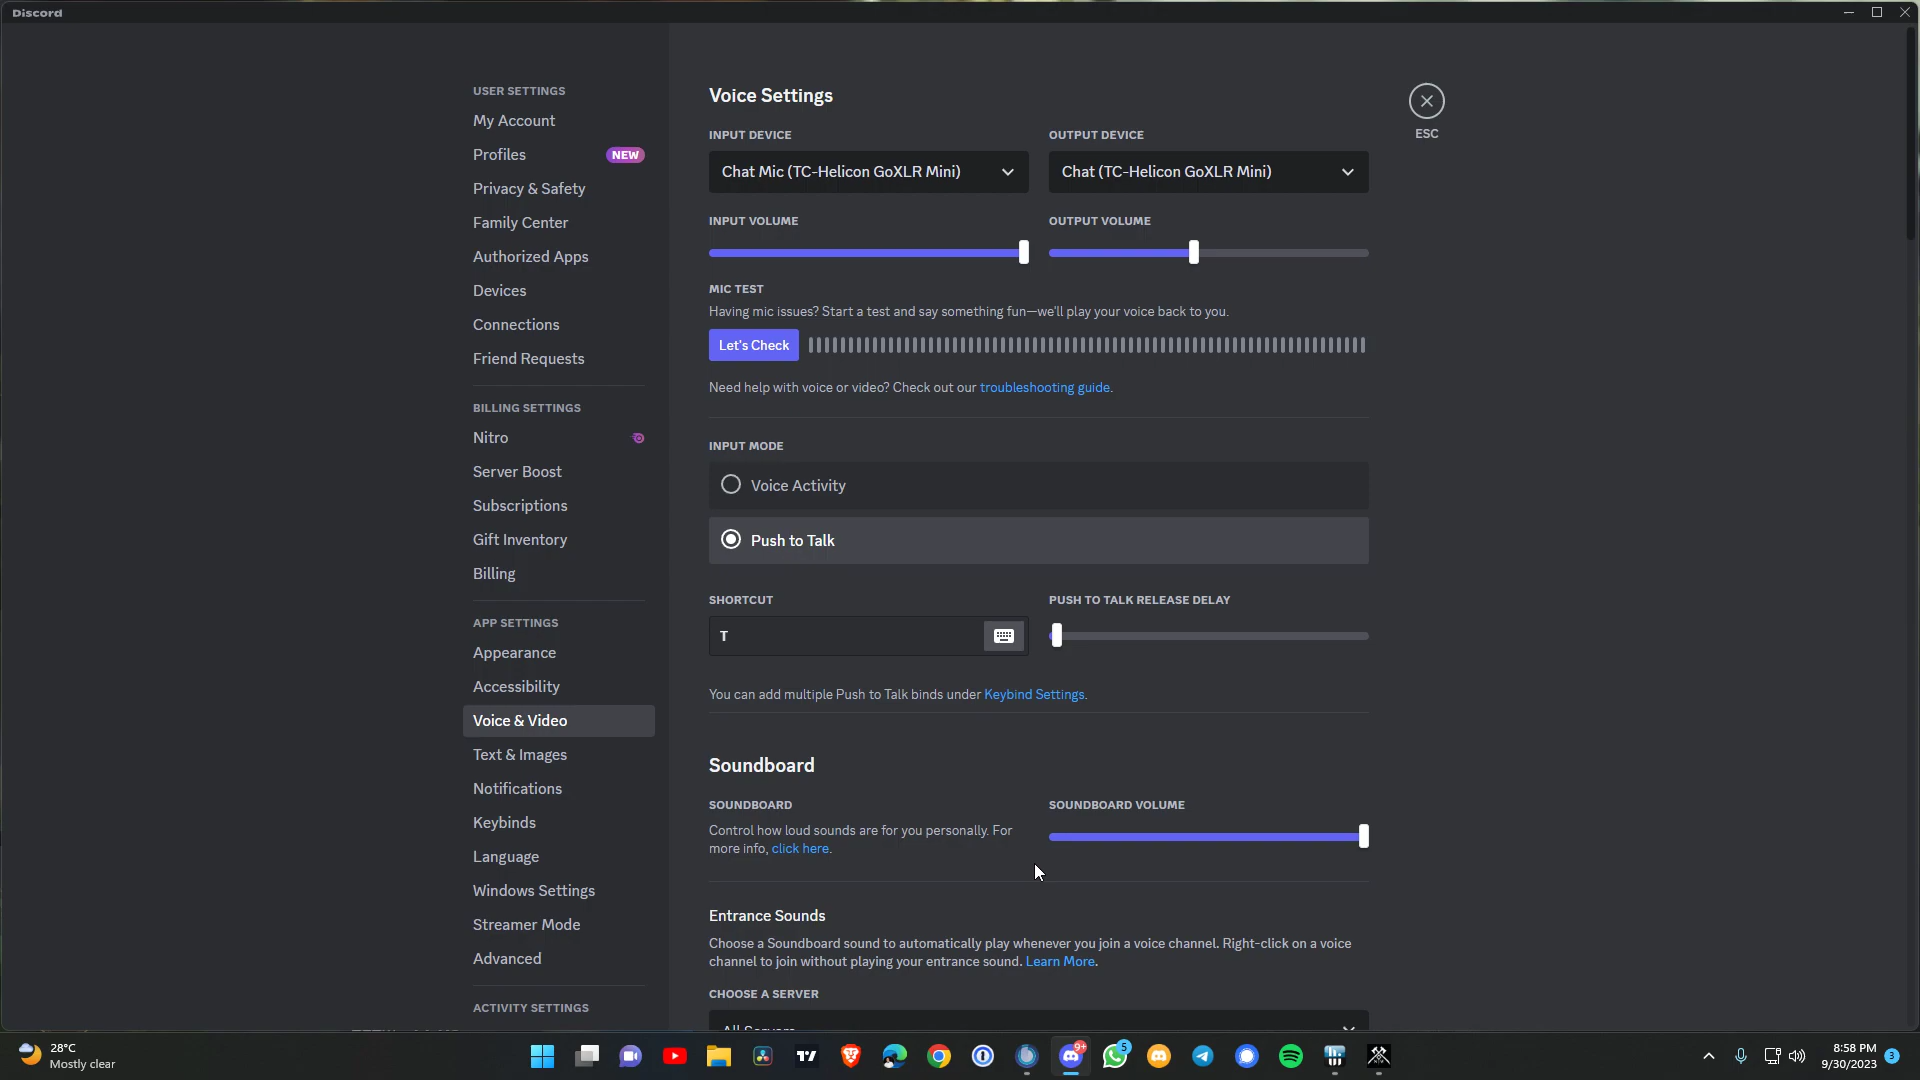 Discord
USER SETTINGS
My Account
Profiles NEW
Privacy & Safety
Family Center
Authorized Apps
Devices
Connections
Friend Requests
BILLING SETTINGS
Nitro
Server Boost
Subscriptions
Gift Inventory
Billing
APP SETTINGS
Appearance
Accessibility
Voice & Video
Text & Images
Notifications
Keybinds
Language
Windows Settings
Streamer Mode
Advanced
ACTIVITY SETTINGS
Voice Settings
ESC
INPUT DEVICE
Chat Mic (TC-Helicon GoXLR Mini)
OUTPUT DEVICE
Chat (TC-Helicon GoXLR Mini)
INPUT VOLUME
OUTPUT VOLUME
MIC TEST
Having mic issues? Start a test and say something fun—we'll play your voice back to you.
Let's Check
Need help with voice or video? Check out our troubleshooting guide.
INPUT MODE
Voice Activity
Push to Talk
SHORTCUT
T
PUSH TO TALK RELEASE DELAY
You can add multiple Push to Talk binds under Keybind Settings.
Soundboard
SOUNDBOARD
Control how loud sounds are for you personally. For
more info, click here.
SOUNDBOARD VOLUME
Entrance Sounds
Choose a Soundboard sound to automatically play whenever you join a voice channel. Right-click on a voice
channel to join without playing your entrance sound. Learn More.
CHOOSE A SERVER
All Servers
28°C
Mostly clear
9+
5
8:58 PM
9/30/2023
3